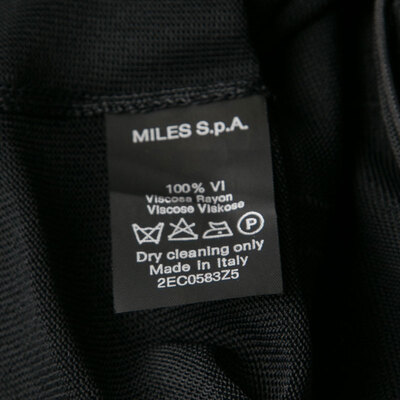 MILES S.p.A.
100% VI
Viscosa Rayon
Viscose Viskose
P
Dry cleaning only
Made in Italy
2EC0583Z5